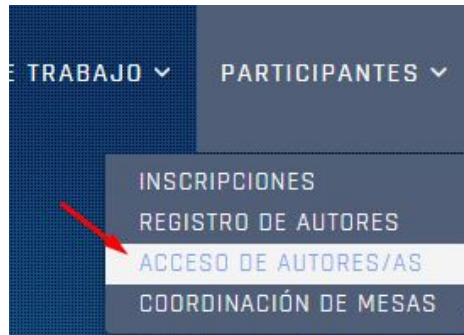 E TRABAJO PARTICIPANTES
INSCRIPCIONES
REGISTRO DE AUTORES
ACCESO DE AUTORES/AS
COORDINACIÓN DE MESAS